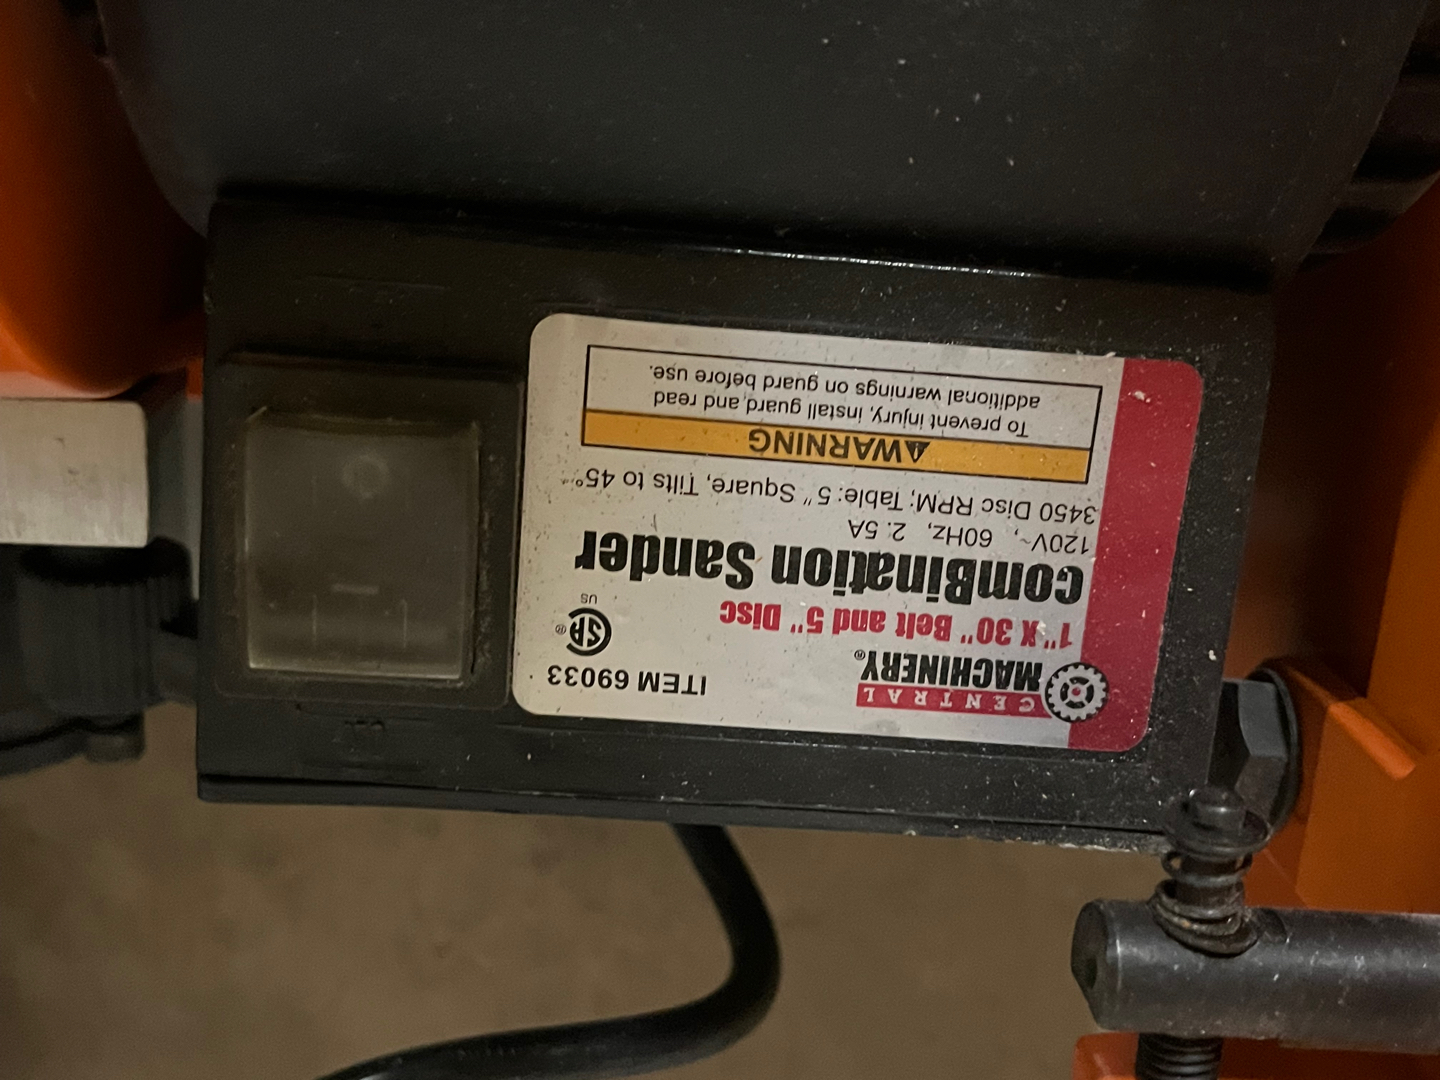 CENTRAL
MACHINERY®
ITEM 69033
1" X 30" Belt and 5" Disc
SA ®
US
comBination Sander
120V~, 60Hz, 2. 5A
3450 Disc RPM; Table: 5" Square, Tilts to 45°
⚠WARNING
To prevent injury, install guard and read
additional warnings on guard before use.